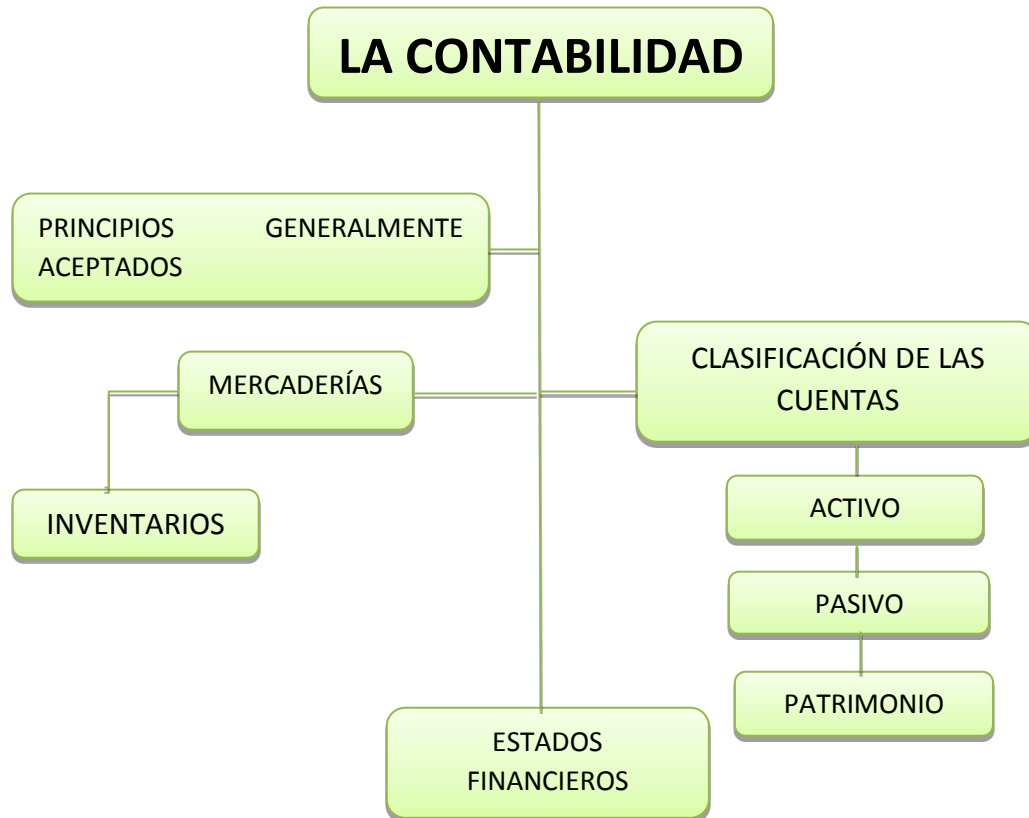 LA CONTABILIDAD
PRINCIPIOS GENERALMENTE
ACEPTADOS
MERCADERÍAS
CLASIFICACIÓN DE LAS
CUENTAS
INVENTARIOS
ACTIVO
PASIVO
PATRIMONIO
ESTADOS
FINANCIEROS